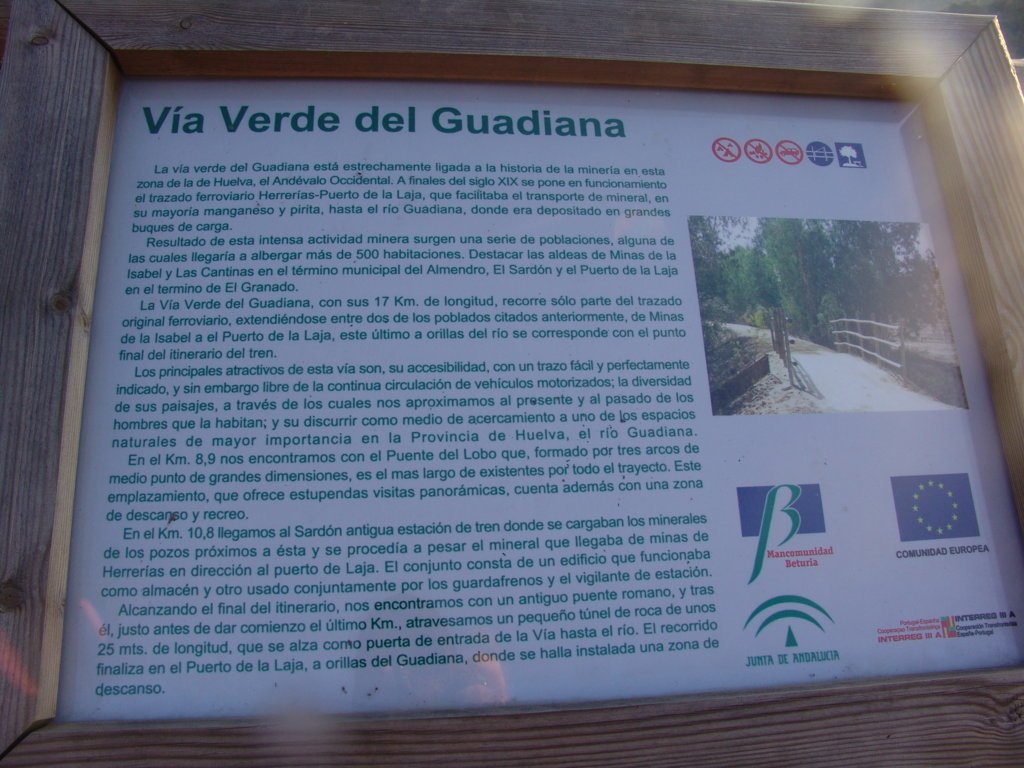 Vía Verde del Guadiana
La vía verde del Guadiana está estrechamente ligada a la historia de la minería en esta
zona de la de Huelva, el Andévalo Occidental. A finales del siglo XIX se pone en funcionamiento
el trazado ferroviario Herrerías-Puerto de la Laja, que facilitaba el transporte de mineral, en
su mayoría manganeso y pirita, hasta el río Guadiana, donde era depositado en grandes
buques de carga.
Resultado de esta intensa actividad minera surgen una serie de poblaciones, alguna de
las cuales llegaría a albergar más de 500 habitaciones. Destacar las aldeas de Minas de la
Isabel y Las Cantinas en el término municipal del Almendro, El Sardón y el Puerto de la Laja
en el termino de El Granado.
La Vía Verde del Guadiana, con sus 17 Km. de longitud, recorre sólo parte del trazado
original ferroviario, extendiéndose entre dos de los poblados citados anteriormente, de Minas
de la Isabel a el Puerto de la Laja, este último a orillas del río se corresponde con el punto
final del itinerario del tren.
Los principales atractivos de esta vía son, su accesibilidad, con un trazo fácil y perfectamente
indicado, y sin embargo libre de la continua circulación de vehículos motorizados; la diversidad
de sus paisajes, a través de los cuales nos aproximamos al presente y al pasado de los
hombres que la habitan; y su discurrir como medio de acercamiento a uno de los espacios
naturales de mayor importancia en la Provincia de Huelva, el río Guadiana.
En el Km. 8,9 nos encontramos con el Puente del Lobo que, formado por tres arcos de
medio punto de grandes dimensiones, es el mas largo de existentes por todo el trayecto. Este
emplazamiento, que ofrece estupendas visitas panorámicas, cuenta además con una zona
de descanso y recreo.
En el Km. 10,8 llegamos al Sardón antigua estación de tren donde se cargaban los minerales
de los pozos próximos a ésta y se procedía a pesar el mineral que llegaba de minas de
Herrerías en dirección al puerto de Laja. El conjunto consta de un edificio que funcionaba
como almacén y otro usado conjuntamente por los guardafrenos y el vigilante de estación.
Alcanzando el final del itinerario, nos encontramos con un antiguo puente romano, y tras
él, justo antes de dar comienzo el último Km., atravesamos un pequeño túnel de roca de unos
25 mts. de longitud, que se alza como puerta de entrada de la Vía hasta el río. El recorrido
finaliza en el Puerto de la Laja, a orillas del Guadiana, donde se halla instalada una zona de
descanso.
Mancomunidad
Beturia
COMUNIDAD EUROPEA
JUNTA DE ANDALUCIA
Portugal-Espanha
Cooperacao Transfronteiriça
INTERREG III A
INTERREG III A
Cooperación Transfronteriza
España-Portugal